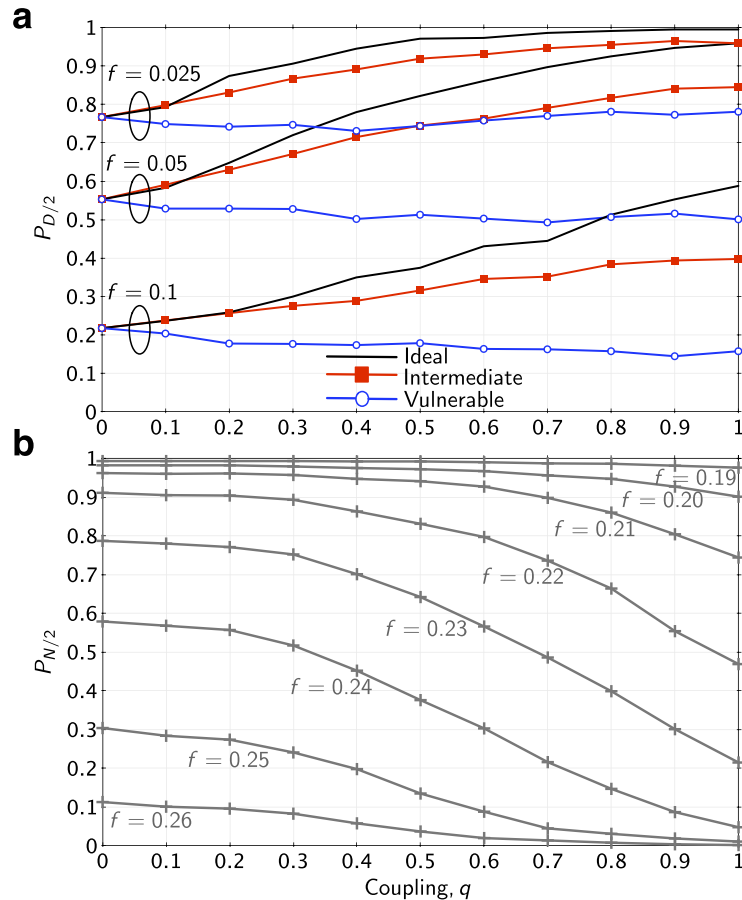 a
1
0.9
0.8
0.7
0.6
0.5
0.4
0.3
0.2
0.1
0
P_{D/2}
f = 0.025
f = 0.05
f = 0.1
Ideal
Intermediate
Vulnerable
0 0.1 0.2 0.3 0.4 0.5 0.6 0.7 0.8 0.9 1
b
1
0.9
0.8
0.7
0.6
0.5
0.4
0.3
0.2
0.1
0
P_{N/2}
f = 0.19
f = 0.20
f = 0.21
f = 0.22
f = 0.23
f = 0.24
f = 0.25
f = 0.26
0 0.1 0.2 0.3 0.4 0.5 0.6 0.7 0.8 0.9 1
Coupling, q